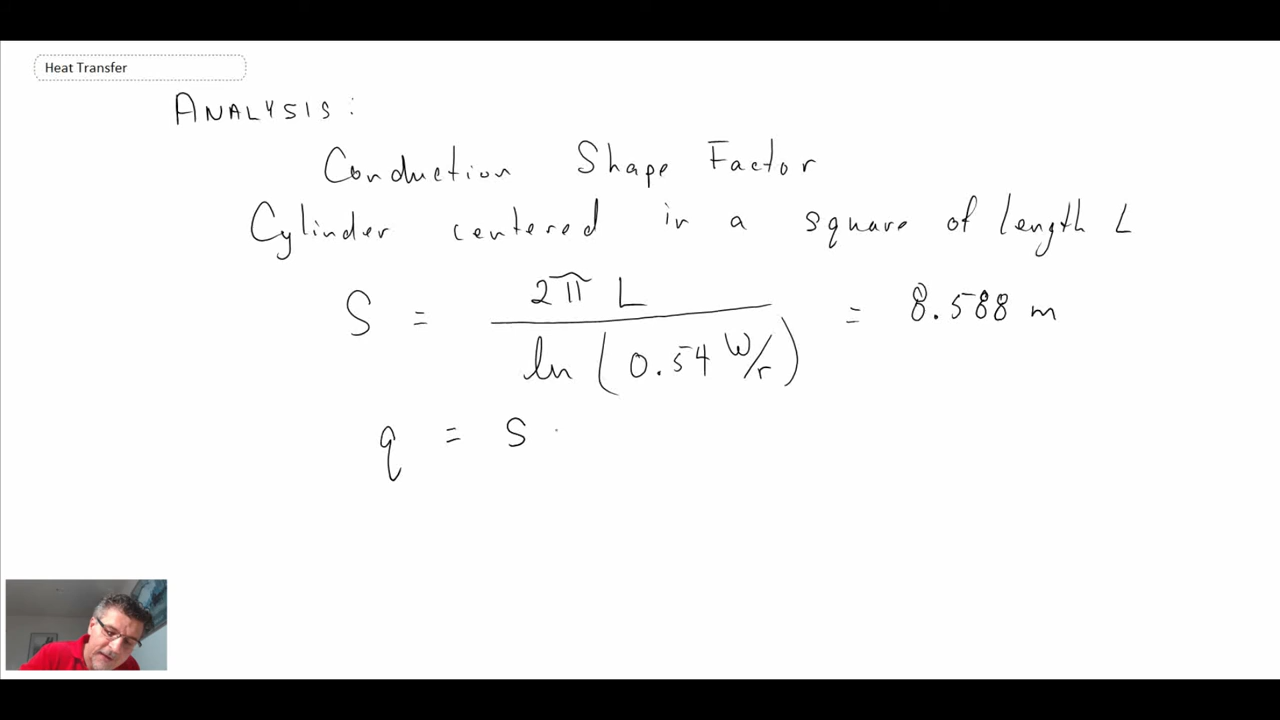 Heat Transfer
ANALYSIS:
Conduction Shape Factor
Cylinder centered in a square of length L
S = 2π L / ln (0.54 W/r) = 8.588 m
q = S ·